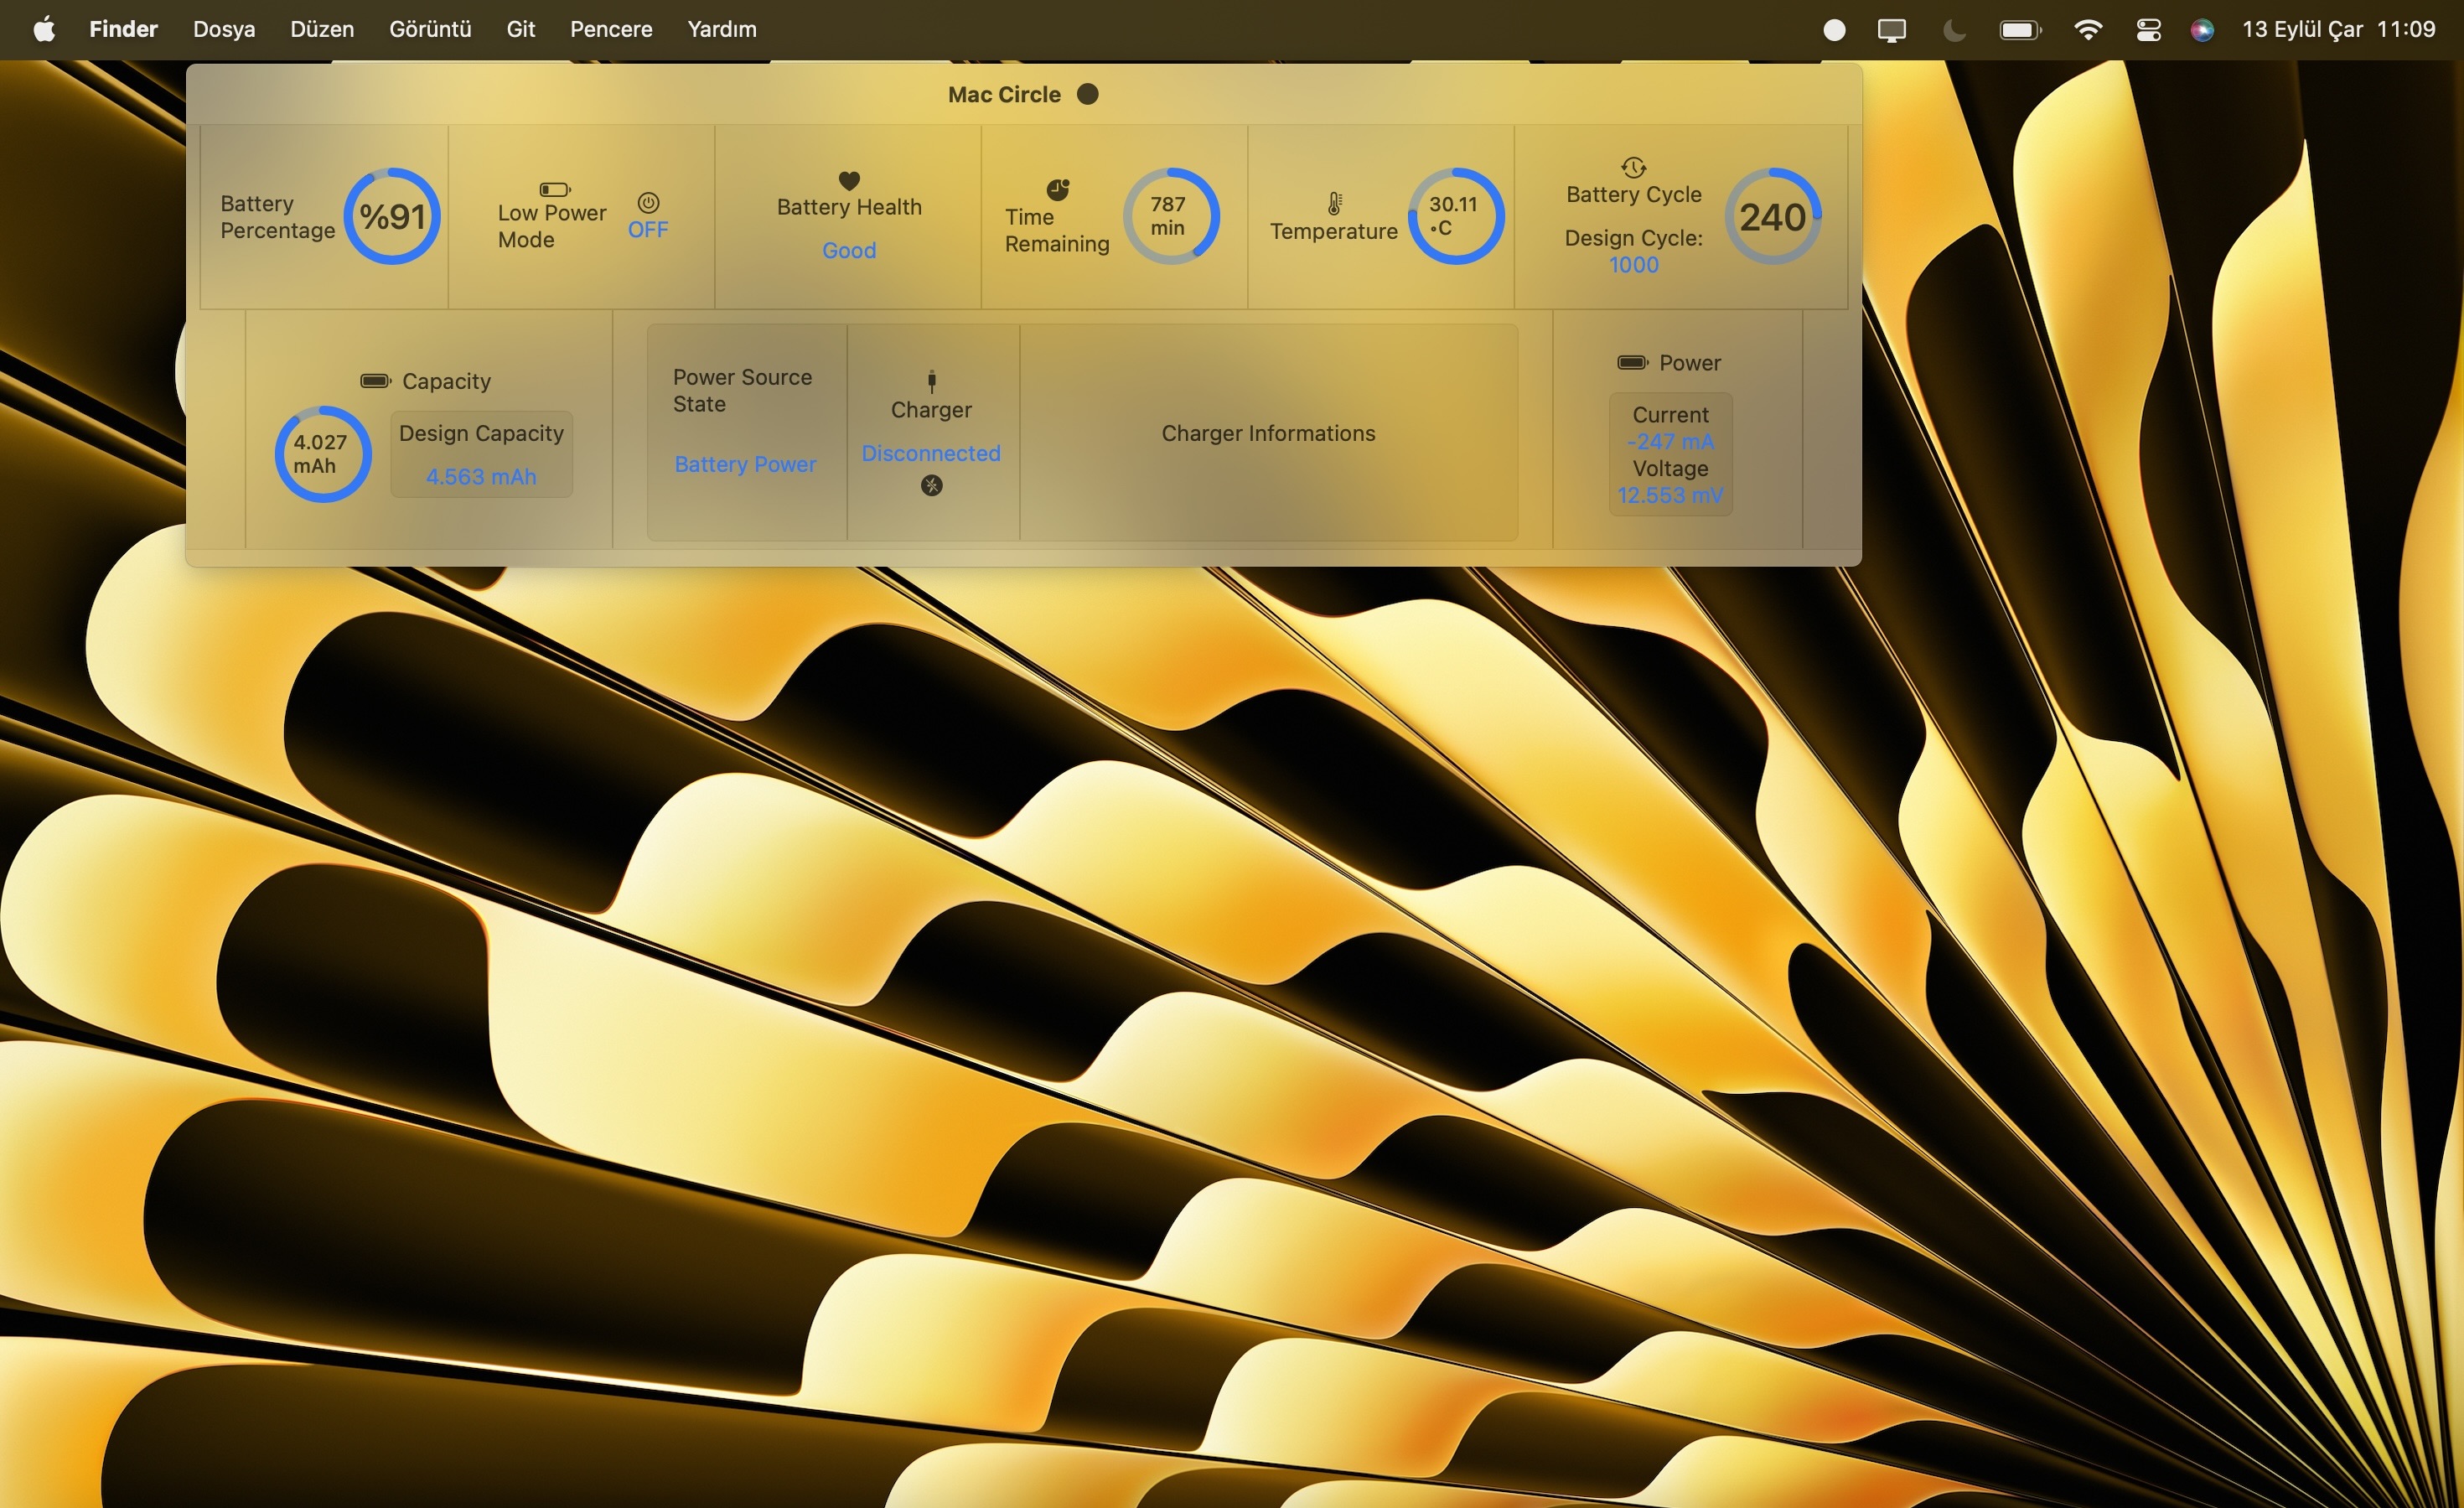 Finder Dosya Düzen Görüntü Git Pencere Yardım 13 Eylül Çar 11:09
Mac Circle
Battery
Percentage
%91
Low Power
Mode
OFF
Battery Health
Good
Time
Remaining
787
min
Temperature
30.11
°C
Battery Cycle
Design Cycle:
1000
240
Capacity
4.027
mAh
Design Capacity
4.563 mAh
Power Source
State
Battery Power
Charger
Disconnected
Charger Informations
Power
Current
-247 mA
Voltage
12.553 mV